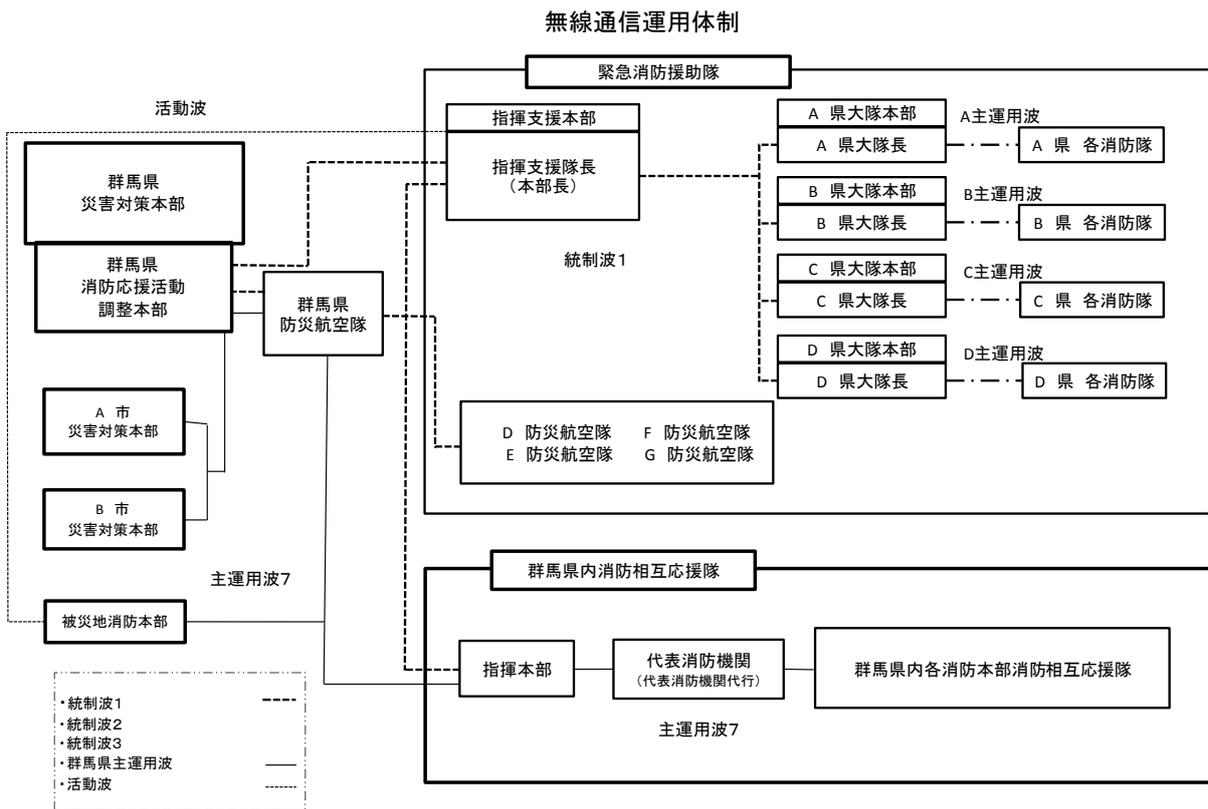 無線通信運用体制
緊急消防援助隊
活動波
指揮支援本部
指揮支援隊長
（本部長）
統制波1
A 県大隊本部
A 県大隊長
A主運用波
A 県 各消防隊
B 県大隊本部
B 県大隊長
B主運用波
B 県 各消防隊
C 県大隊本部
C 県大隊長
C主運用波
C 県 各消防隊
D 県大隊本部
D 県大隊長
D主運用波
D 県 各消防隊
群馬県
災害対策本部
群馬県
消防応援活動
調整本部
群馬県
防災航空隊
A 市
災害対策本部
B 市
災害対策本部
D 防災航空隊 F 防災航空隊
E 防災航空隊 G 防災航空隊
主運用波7
被災地消防本部
群馬県内消防相互応援隊
指揮本部
代表消防機関
（代表消防機関代行）
群馬県内各消防本部消防相互応援隊
主運用波7
・統制波1
・統制波2
・統制波3
・群馬県主運用波
・活動波